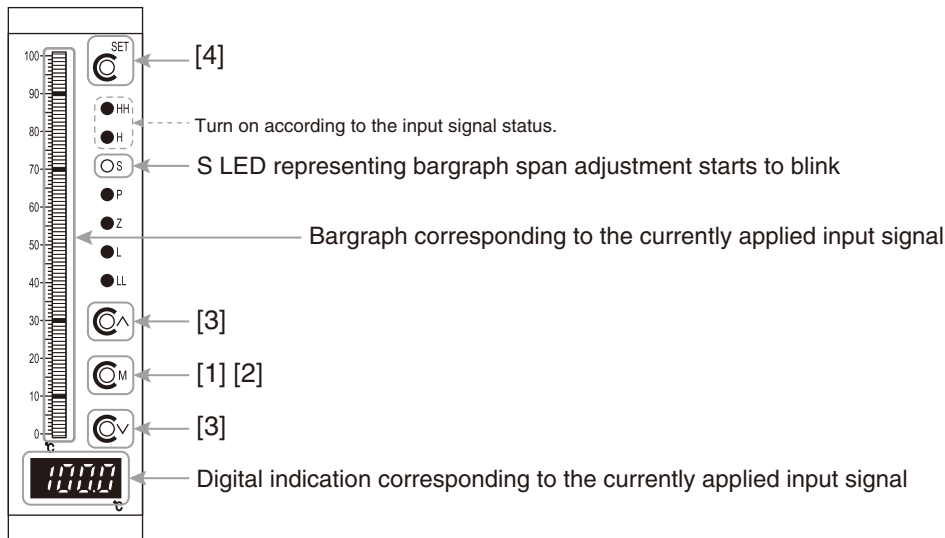 SET
[4]
100
90
HH
Turn on according to the input signal status.
80
H
S
S LED representing bargraph span adjustment starts to blink
70
P
60
Z
Bargraph corresponding to the currently applied input signal
50
L
40
LL
30
[3]
20
M
[1] [2]
10
[3]
0
℃
100.0
Digital indication corresponding to the currently applied input signal
℃